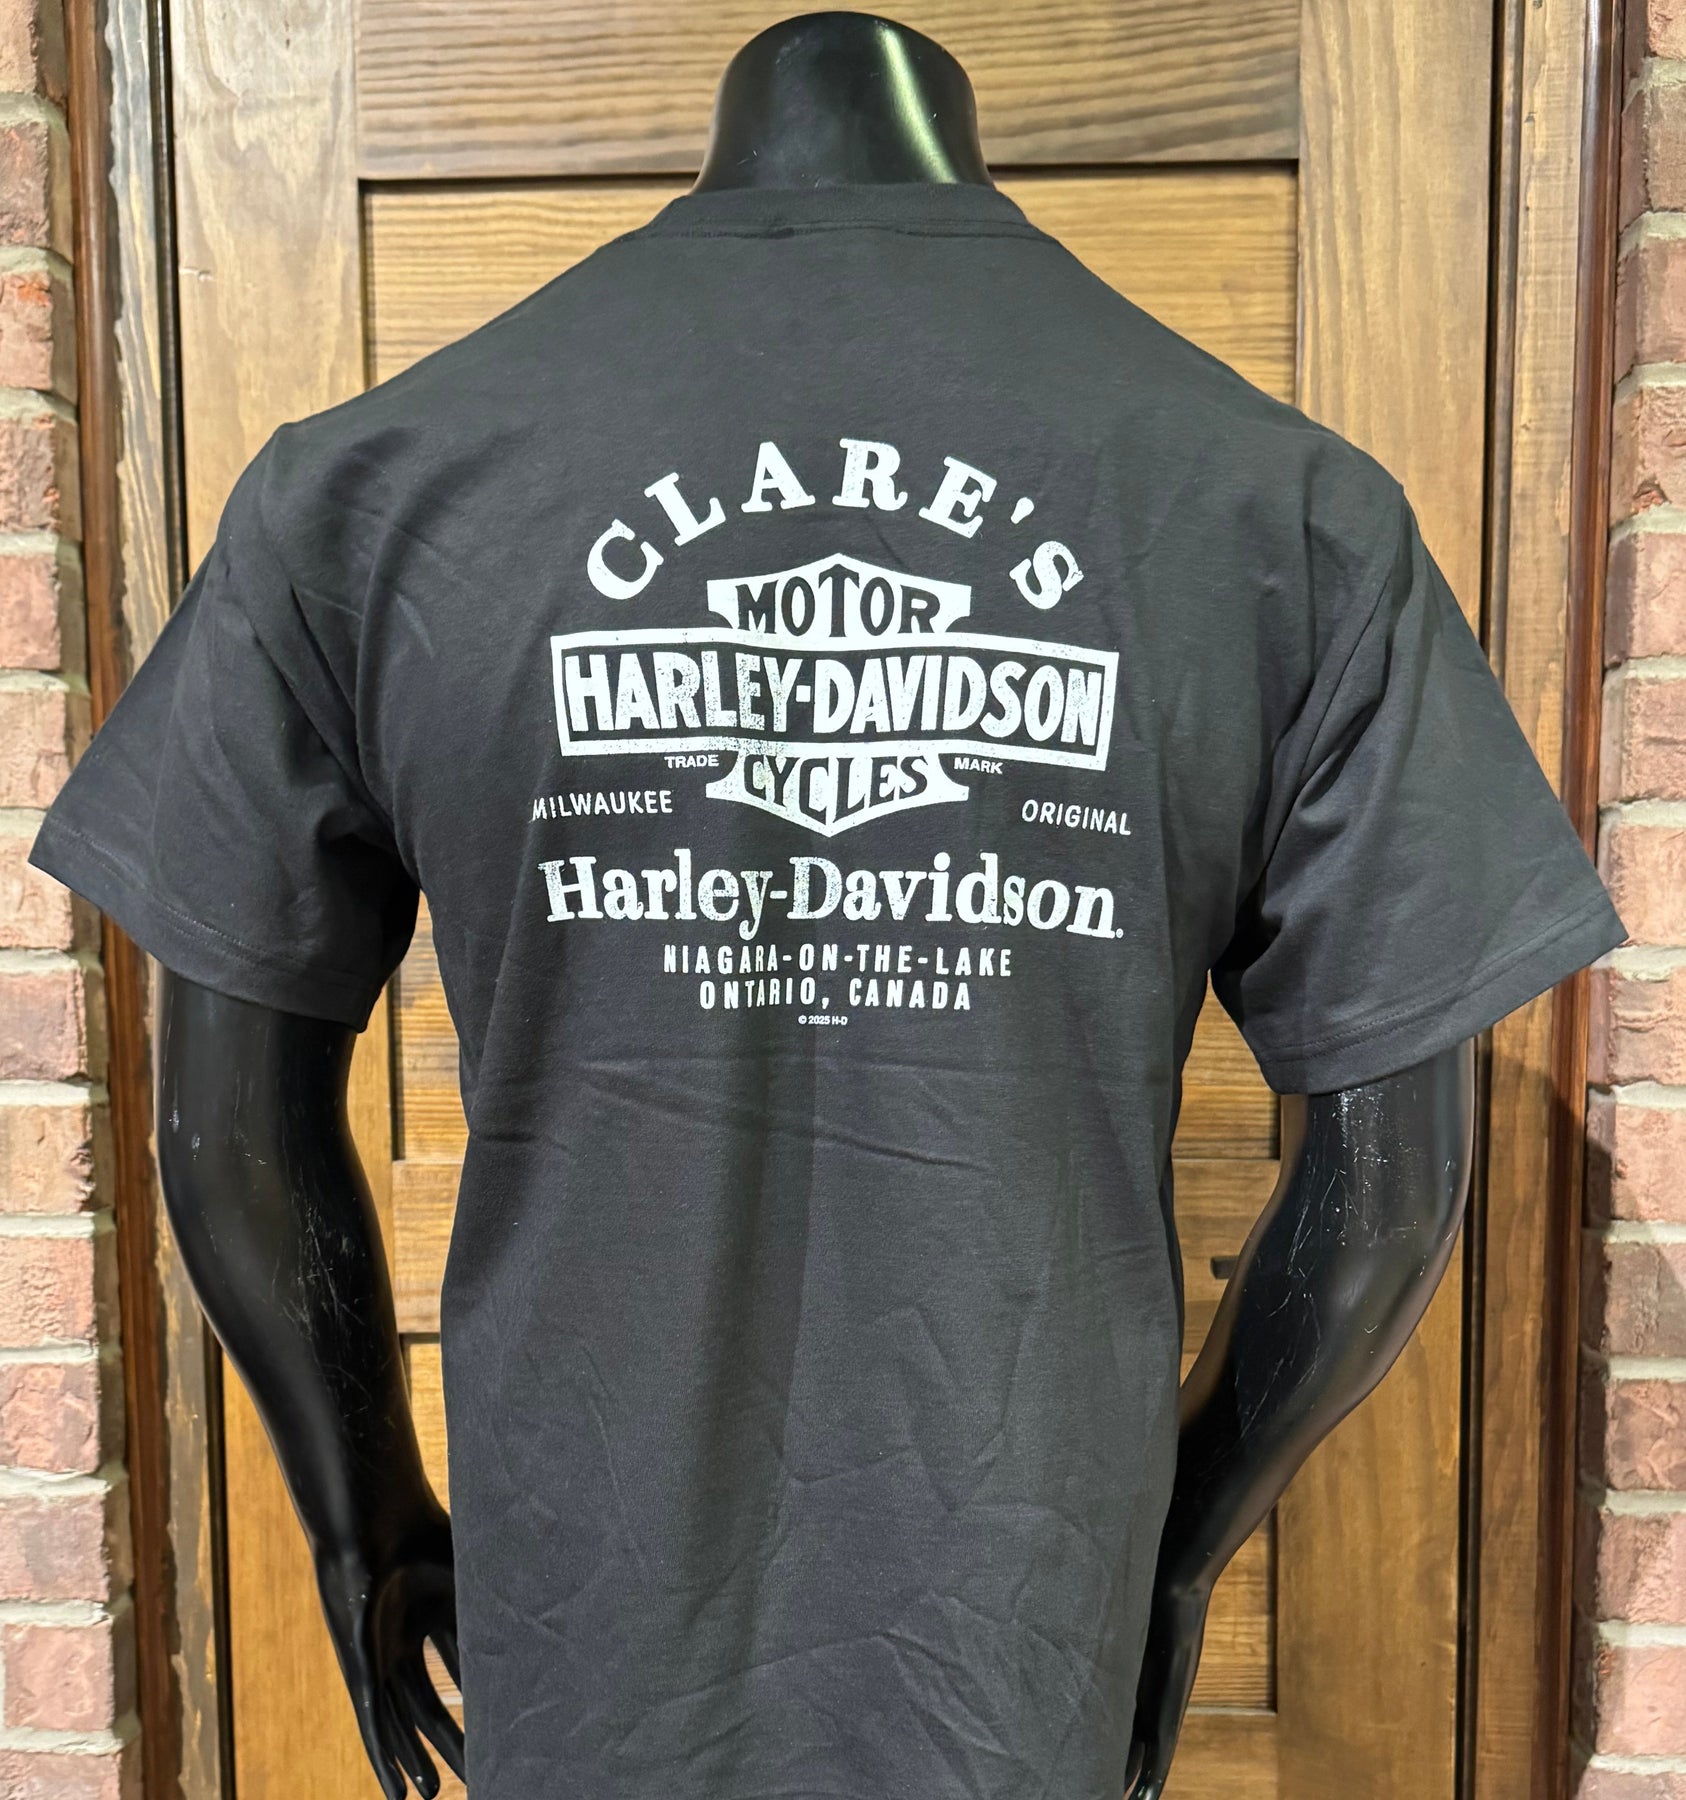 CLARE'S
MOTOR
HARLEY-DAVIDSON
TRADE MARK
CYCLES
MILWAUKEE ORIGINAL
Harley-Davidson.
NIAGARA-ON-THE-LAKE
ONTARIO, CANADA
© 2025 H-D